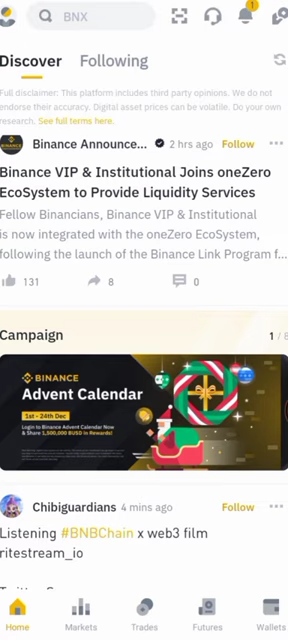 BNX
1
Discover Following
Full disclaimer: This platform includes third party opinions. We do not
endorse their accuracy. Digital asset prices can be volatile. Do your own
research. See full terms here.
Binance Announce... 2 hrs ago Follow
Binance VIP & Institutional Joins oneZero
EcoSystem to Provide Liquidity Services
Fellow Binancians, Binance VIP & Institutional
is now integrated with the oneZero EcoSystem,
following the launch of the Binance Link Program f...
131 8 0
Campaign 1 / 8
BINANCE
Advent Calendar
1st - 24th Dec
Login to Binance Advent Calendar Now
& Share 1,500,000 BUSD in Rewards!
Chibiguardians 4 mins ago Follow
Listening #BNBChain x web3 film
ritestream_io
Home Markets Trades Futures Wallets